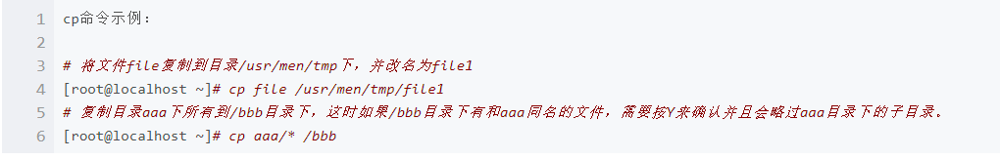 1 cp命令示例：
2
3 # 将文件file复制到目录/usr/men/tmp下，并改名为file1
4 [root@localhost ~]# cp file /usr/men/tmp/file1
5 # 复制目录aaa下所有到/bbb目录下，这时如果/bbb目录下有和aaa同名的文件，需要按Y来确认并且会略过aaa目录下的子目录。
6 [root@localhost ~]# cp aaa/* /bbb